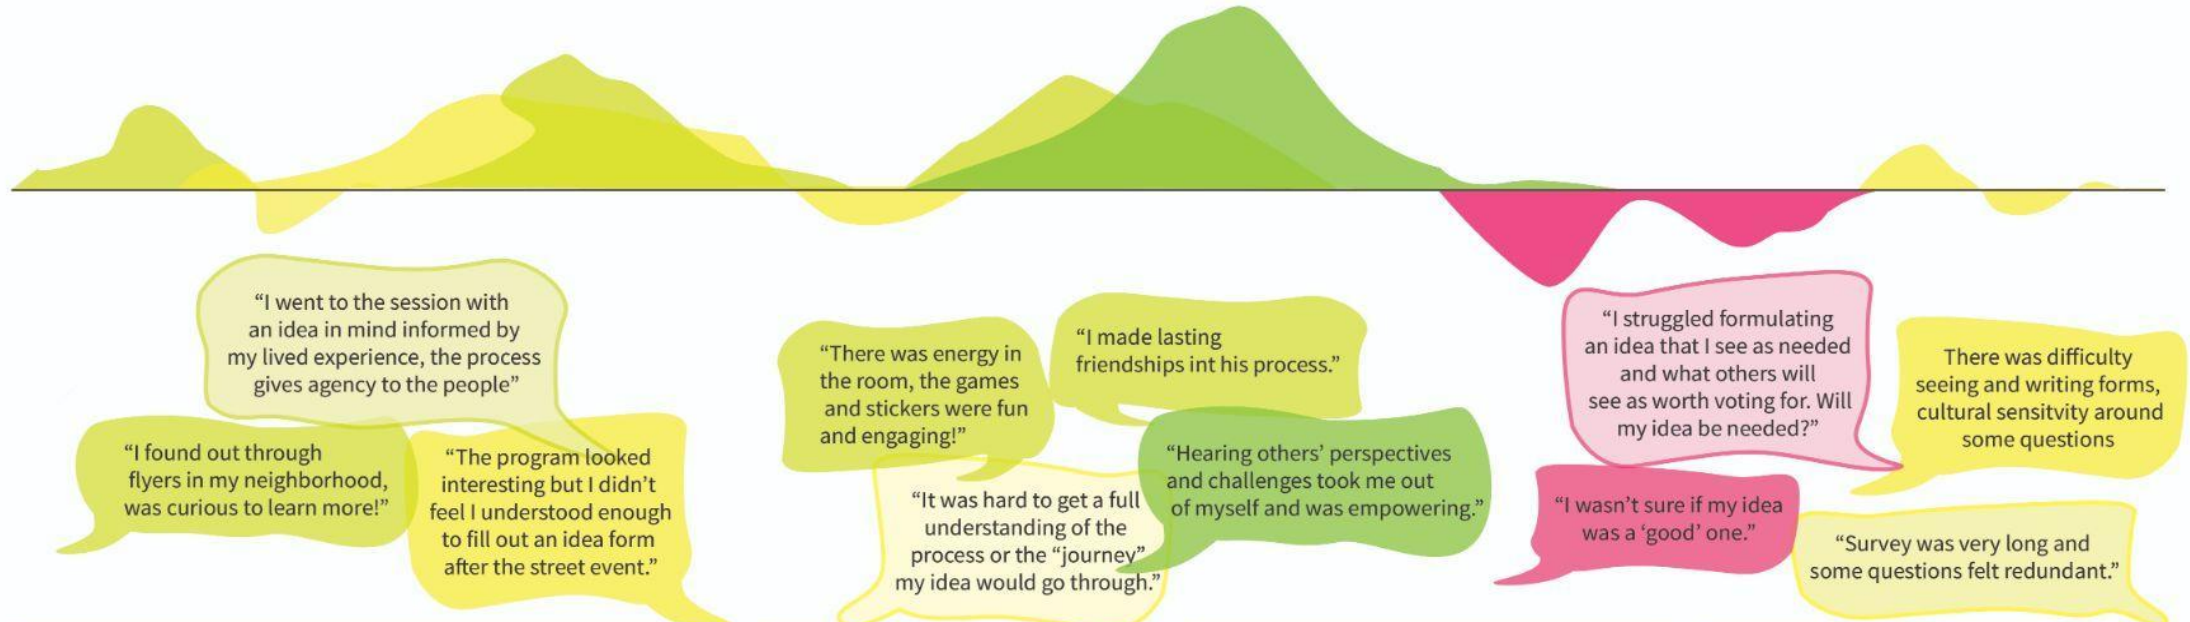 “I went to the session with
an idea in mind informed by
my lived experience, the process
gives agency to the people”
“I found out through
flyers in my neighborhood,
was curious to learn more!”
“The program looked
interesting but I didn’t
feel I understood enough
to fill out an idea form
after the street event.”
“There was energy in
the room, the games
and stickers were fun
and engaging!”
“I made lasting
friendships int his process.”
“It was hard to get a full
understanding of the
process or the “journey”
my idea would go through.”
“Hearing others’ perspectives
and challenges took me out
of myself and was empowering.”
“I struggled formulating
an idea that I see as needed
and what others will
see as worth voting for. Will
my idea be needed?”
“I wasn’t sure if my idea
was a ‘good’ one.”
There was difficulty
seeing and writing forms,
cultural sensitvity around
some questions
“Survey was very long and
some questions felt redundant.”